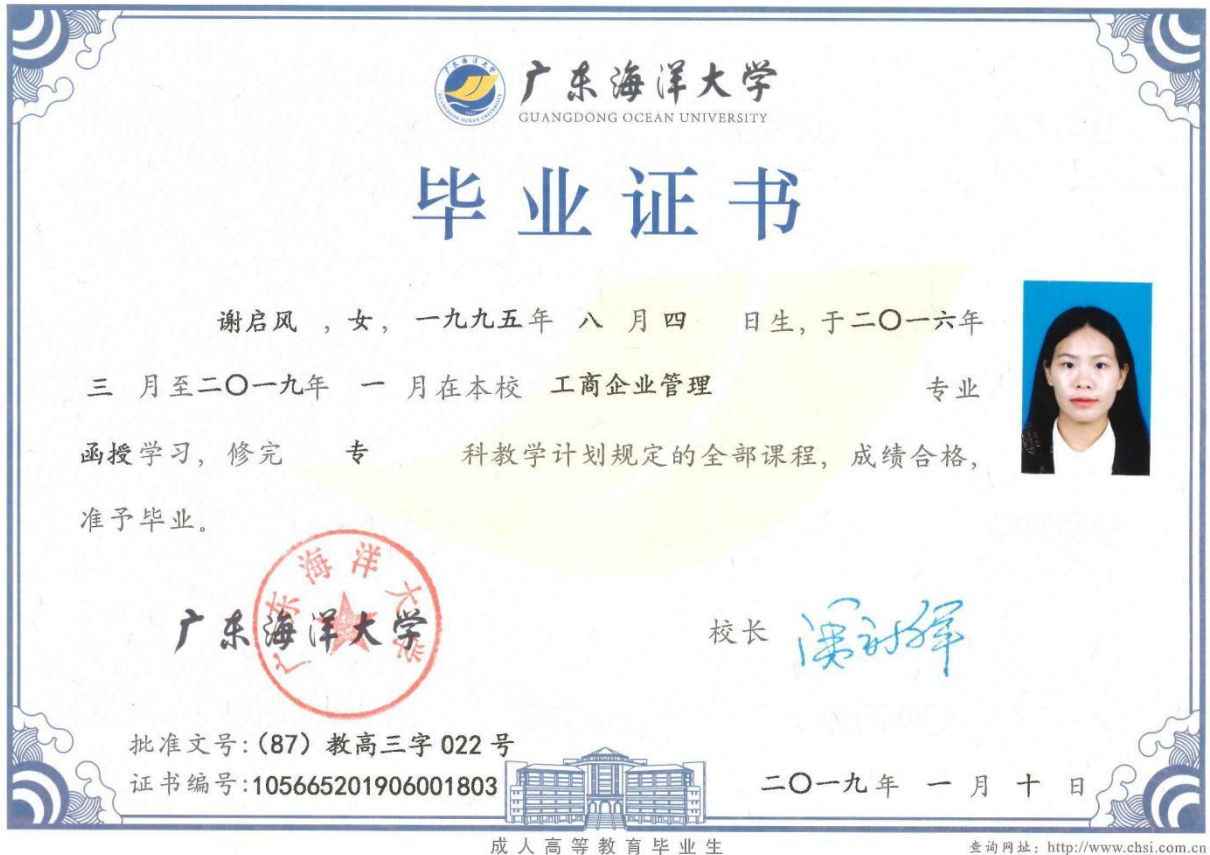 广东海洋大学
GUANGDONG OCEAN UNIVERSITY
毕业证书
谢启风 ，女，一九九五年 八 月四 日生，于二〇一六年
三 月至二〇一九年 一 月在本校 工商企业管理 专业
函授学习，修完 专 科教学计划规定的全部课程，成绩合格，
准予毕业。
广东海洋大学
广东海洋大学
校长
批准文号：（87）教高三字 022 号
证书编号：105665201906001803
二〇一九年 一 月 十 日
成人高等教育毕业生
查询网址：http://www.chsi.com.cn